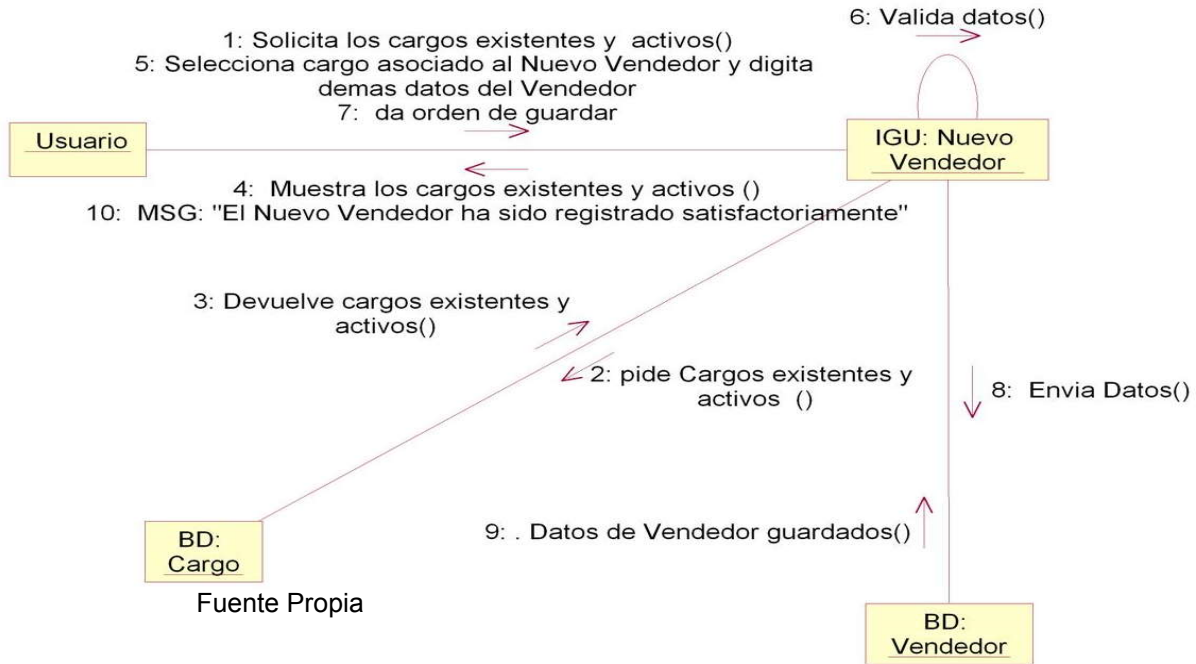 6: Valida datos()
1: Solicita los cargos existentes y activos()
5: Selecciona cargo asociado al Nuevo Vendedor y digita
demas datos del Vendedor
7: da orden de guardar
Usuario
IGU: Nuevo
Vendedor
4: Muestra los cargos existentes y activos ()
10: MSG: "El Nuevo Vendedor ha sido registrado satisfactoriamente"
3: Devuelve cargos existentes y
activos()
2: pide Cargos existentes y
activos ()
8: Envia Datos()
9: . Datos de Vendedor guardados()
BD:
Cargo
Fuente Propia
BD:
Vendedor